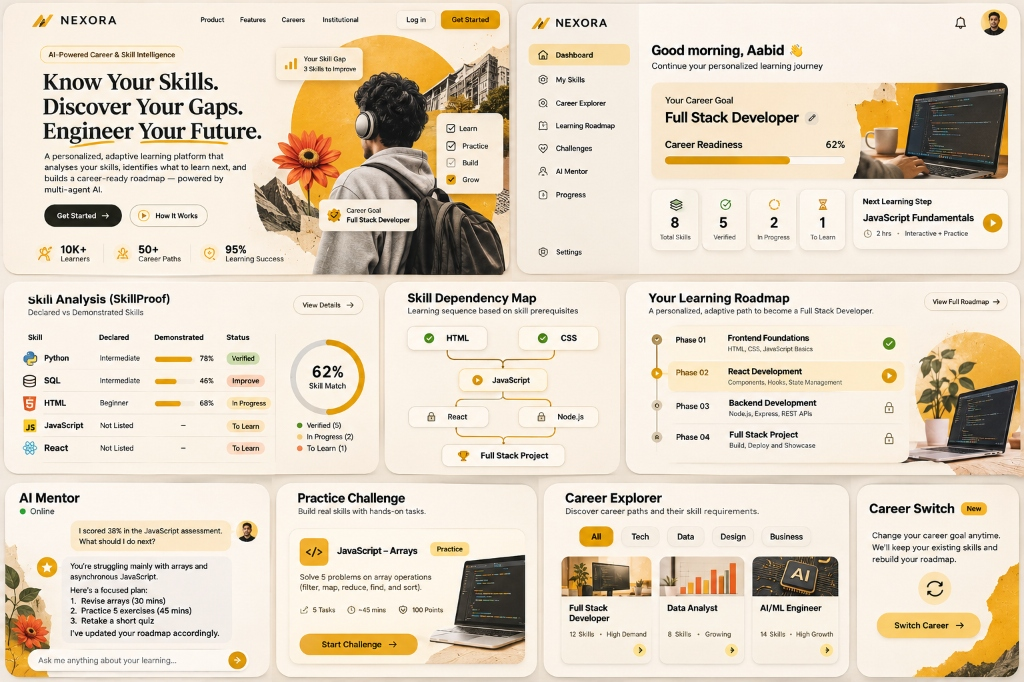 NEXORA
Product
Features
Careers
Institutional
Log in
Get Started
AI-Powered Career & Skill Intelligence
Know Your Skills.
Discover Your Gaps.
Engineer Your Future.
A personalized, adaptive learning platform that
analyses your skills, identifies what to learn next, and
builds a career-ready roadmap — powered by
multi-agent AI.
Get Started →
How It Works
10K+
Learners
50+
Career Paths
95%
Learning Success
Your Skill Gap
3 Skills to Improve
Learn
Practice
Build
Grow
Career Goal
Full Stack Developer
NEXORA
Dashboard
My Skills
Career Explorer
Learning Roadmap
Challenges
AI Mentor
Progress
Settings
Good morning, Aabid 👋
Continue your personalized learning journey
Your Career Goal
Full Stack Developer
Career Readiness
62%
8
Total Skills
5
Verified
2
In Progress
1
To Learn
Next Learning Step
JavaScript Fundamentals
2 hrs • Interactive + Practice
Skill Analysis (SkillProof)
Declared vs Demonstrated Skills
View Details →
Skill Declared Demonstrated Status
Python Intermediate 78% Verified
SQL Intermediate 46% Improve
HTML Beginner 68% In Progress
JS JavaScript Not Listed – To Learn
React Not Listed – To Learn
62%
Skill Match
Verified (5)
In Progress (2)
To Learn (1)
Skill Dependency Map
Learning sequence based on skill prerequisites
HTML
CSS
JavaScript
React
Node.js
Full Stack Project
Your Learning Roadmap
A personalized, adaptive path to become a Full Stack Developer.
View Full Roadmap →
Phase 01
Frontend Foundations
HTML, CSS, JavaScript Basics
Phase 02
React Development
Components, Hooks, State Management
Phase 03
Backend Development
Node.js, Express, REST APIs
Phase 04
Full Stack Project
Build, Deploy and Showcase
AI Mentor
Online
I scored 38% in the JavaScript assessment.
What should I do next?
You're struggling mainly with arrays and
asynchronous JavaScript.
Here's a focused plan:
1. Revise arrays (30 mins)
2. Practice 5 exercises (45 mins)
3. Retake a short quiz
I've updated your roadmap accordingly.
Ask me anything about your learning...
Practice Challenge
Build real skills with hands-on tasks.
</>
JavaScript – Arrays
Practice
Solve 5 problems on array operations
(filter, map, reduce, find, and sort).
5 Tasks
~45 mins
100 Points
Start Challenge →
Career Explorer
Discover career paths and their skill requirements.
All
Tech
Data
Design
Business
Full Stack
Developer
12 Skills • High Demand
Data Analyst
8 Skills • Growing
AI
AI/ML Engineer
14 Skills • High Growth
Career Switch
New
Change your career goal anytime.
We'll keep your existing skills and
rebuild your roadmap.
Switch Career →